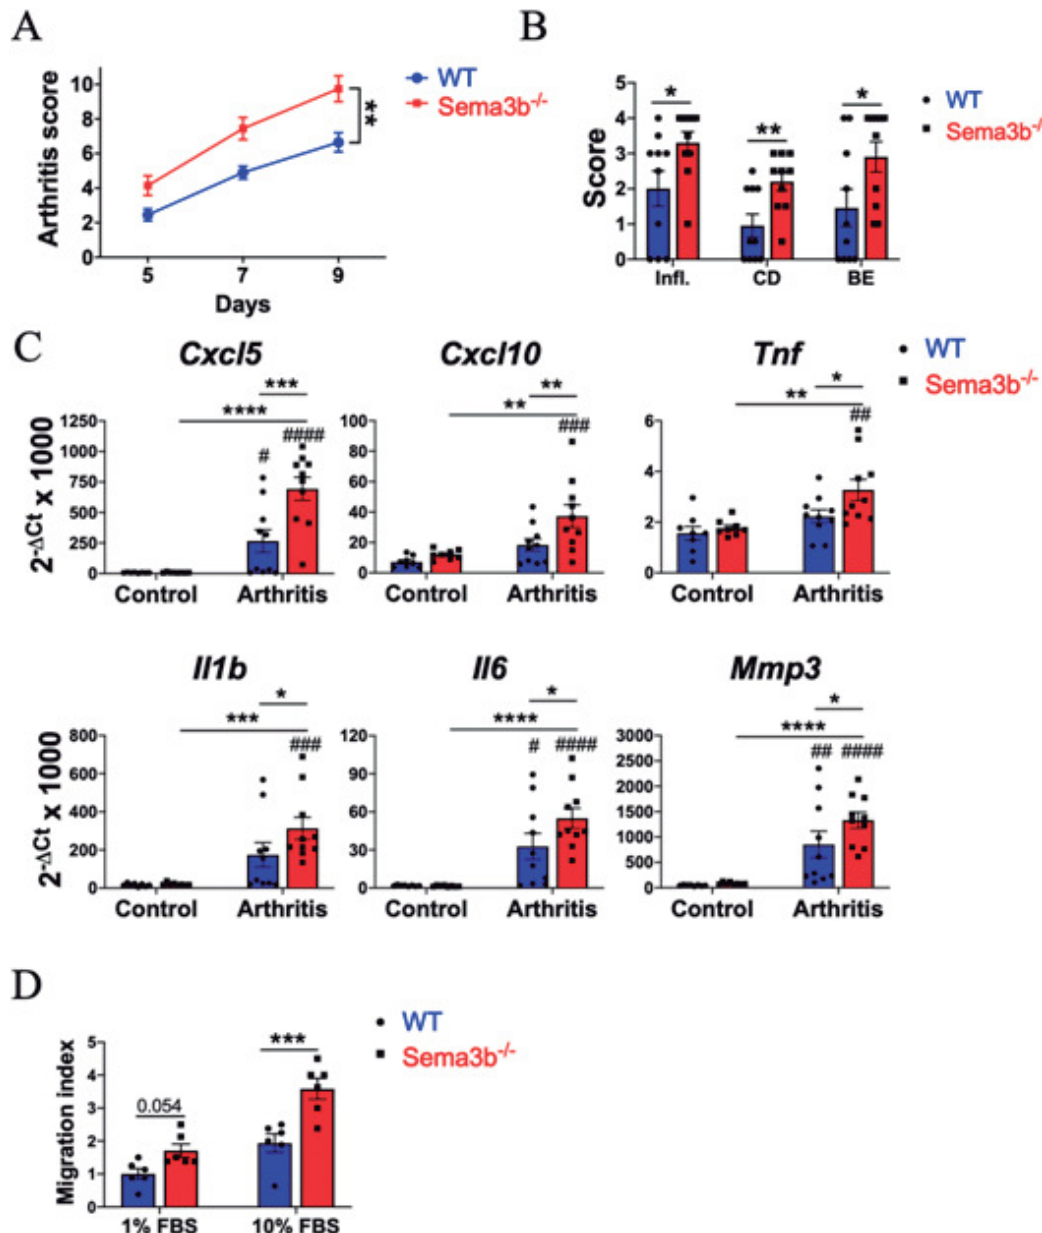 A
Arthritis score
10
8
6
4
2
0
5 7 9
Days
**
WT
Sema3b-/-
B
Score
5
4
3
2
1
0
* ** *
Infl. CD BE
WT
Sema3b-/-
C
Cxcl5 Cxcl10 Tnf
WT
Sema3b-/-
2-ΔCt x 1000
1250
1000
750
500
250
0
***
****
# ####
Control Arthritis
100
80
60
40
20
0
**
**
###
Control Arthritis
6
4
2
0
*
**
##
Control Arthritis
Il1b Il6 Mmp3
2-ΔCt x 1000
800
600
400
200
0
*
***
###
Control Arthritis
120
90
60
30
0
*
****
# ####
Control Arthritis
3000
2500
2000
1500
1000
500
0
*
****
## ####
Control Arthritis
D
Migration index
5
4
3
2
1
0
0.054
***
1% FBS 10% FBS
WT
Sema3b-/-